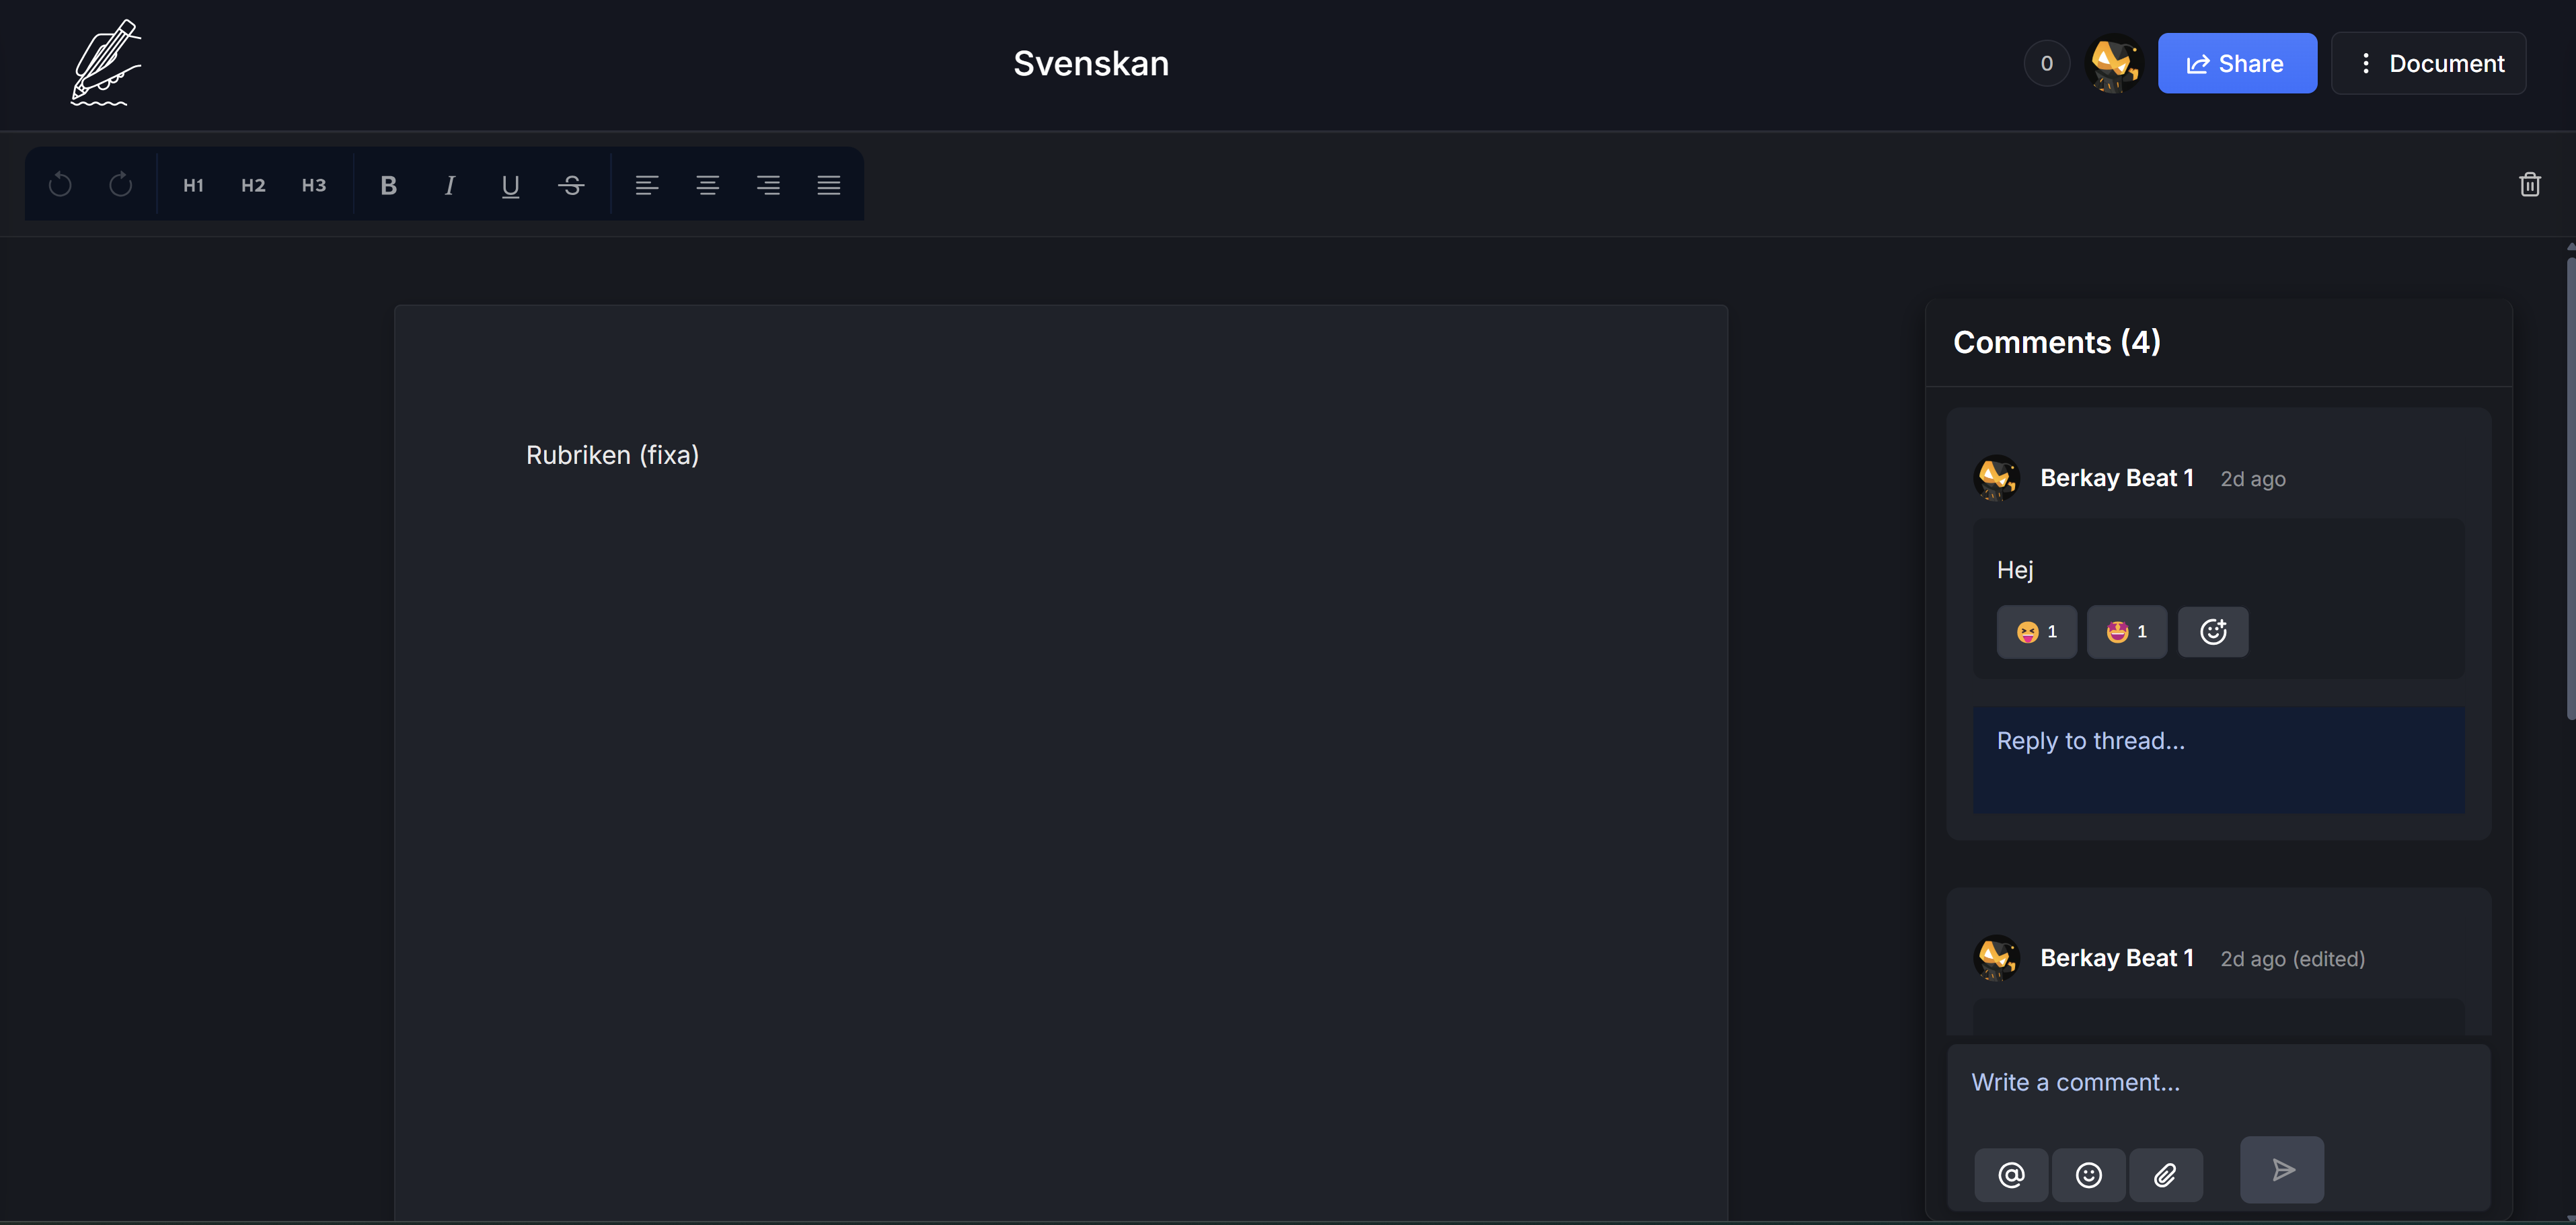 Svenskan
0
Share
Document
H1 H2 H3 B I U S
Rubriken (fixa)
Comments (4)
Berkay Beat 1 2d ago
Hej
1 1
Reply to thread...
Berkay Beat 1 2d ago (edited)
Write a comment...
@